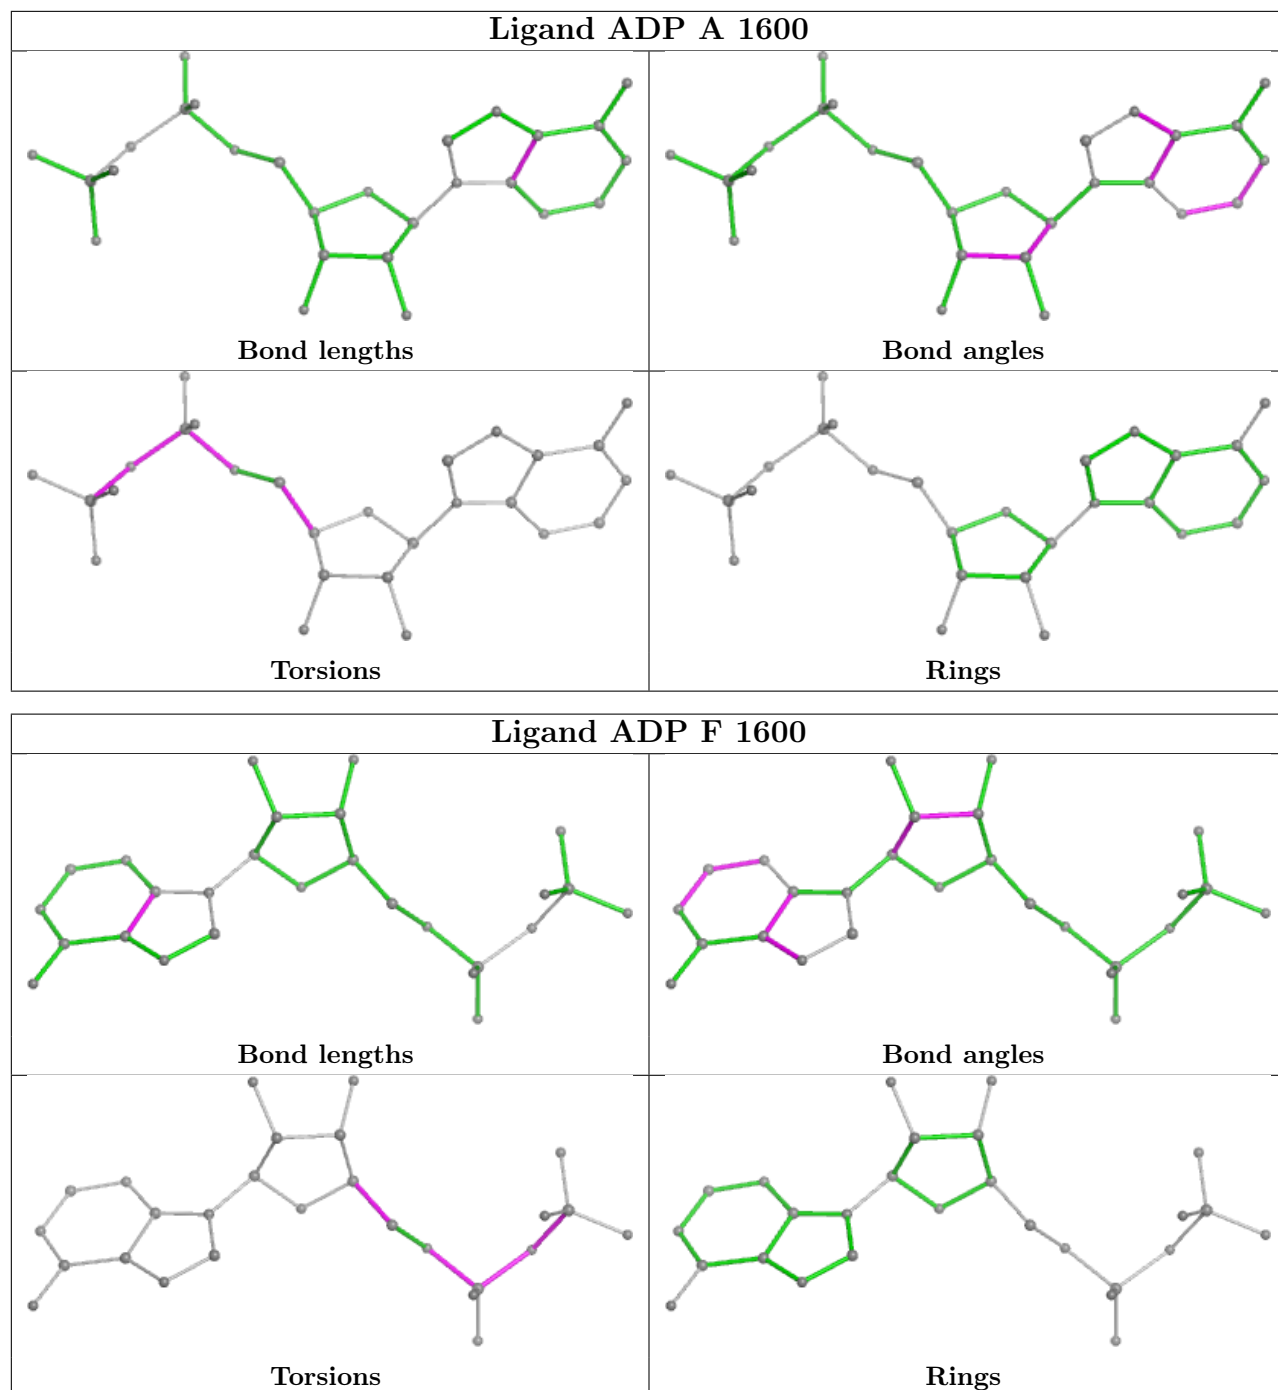 Ligand ADP A 1600
Bond lengths
Bond angles
Torsions
Rings
Ligand ADP F 1600
Bond lengths
Bond angles
Torsions
Rings